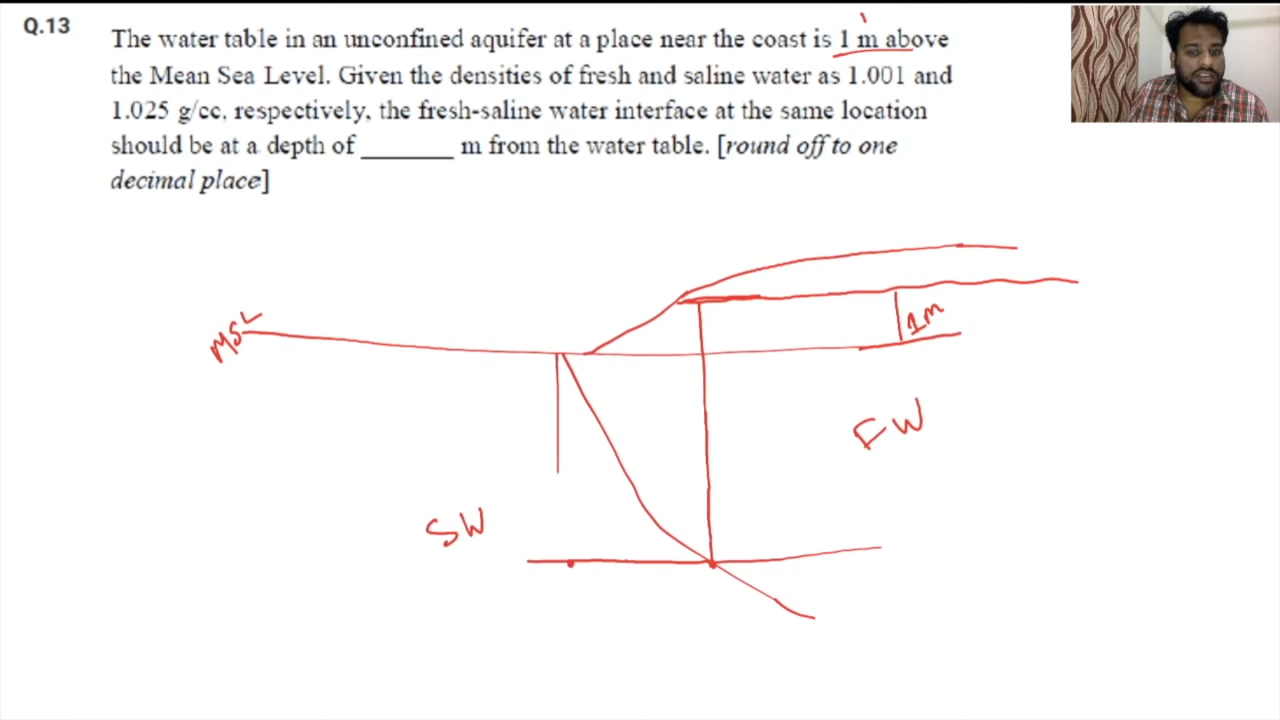 Q.13
The water table in an unconfined aquifer at a place near the coast is 1 m above
the Mean Sea Level. Given the densities of fresh and saline water as 1.001 and
1.025 g/cc, respectively, the fresh-saline water interface at the same location
should be at a depth of _______ m from the water table. [round off to one
decimal place]
MSL
1m
FW
SW